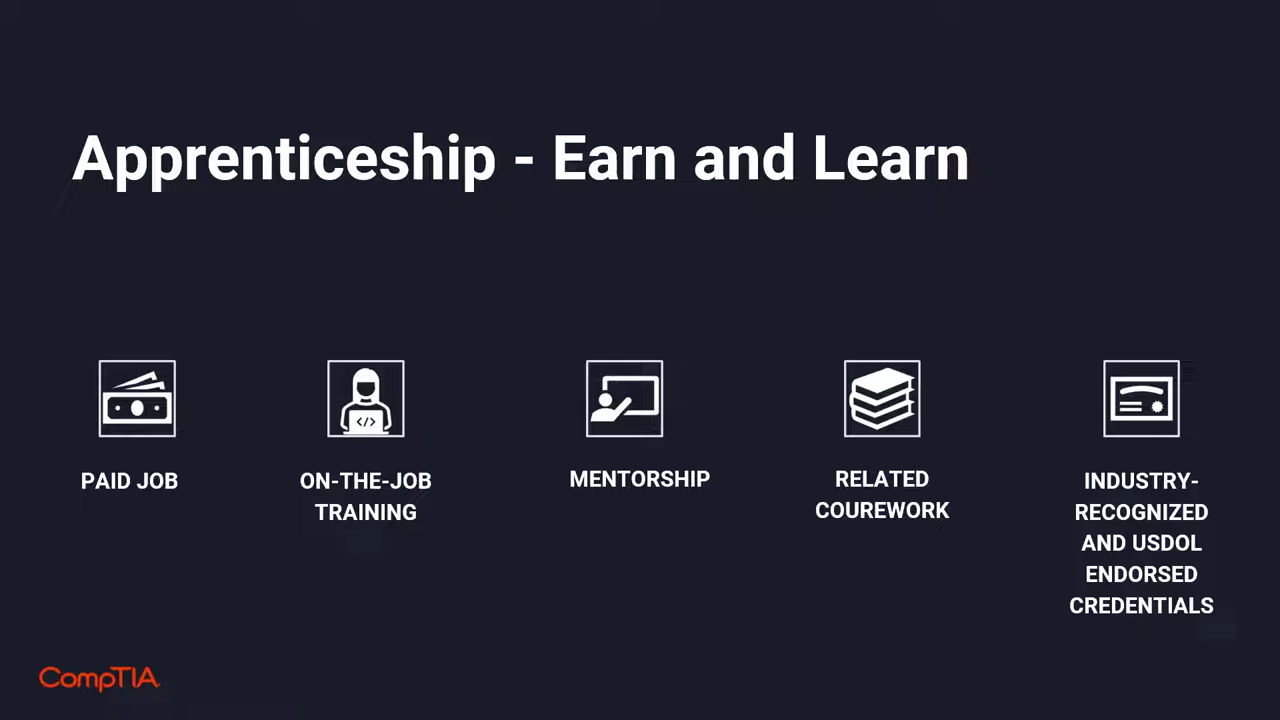 Apprenticeship - Earn and Learn
PAID JOB
ON-THE-JOB
TRAINING
MENTORSHIP
RELATED
COUREWORK
INDUSTRY-
RECOGNIZED
AND USDOL
ENDORSED
CREDENTIALS
CompTIA